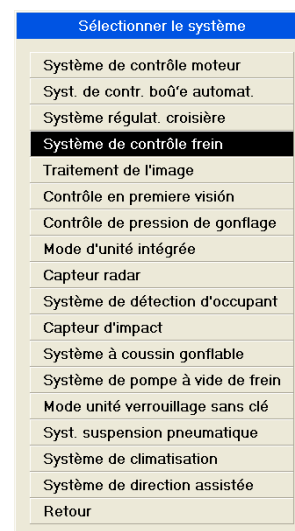 Sélectionner le système
Système de contrôle moteur
Syst. de contr. boû‘e automat.
Système régulat. croisière
Système de contrôle frein
Traitement de l'image
Contrôle en premiere visión
Contrôle de pression de gonflage
Mode d'unité intégrée
Capteur radar
Système de détection d'occupant
Capteur d'impact
Système à coussin gonflable
Système de pompe à vide de frein
Mode unité verrouillage sans clé
Syst. suspension pneumatique
Système de climatisation
Système de direction assistée
Retour